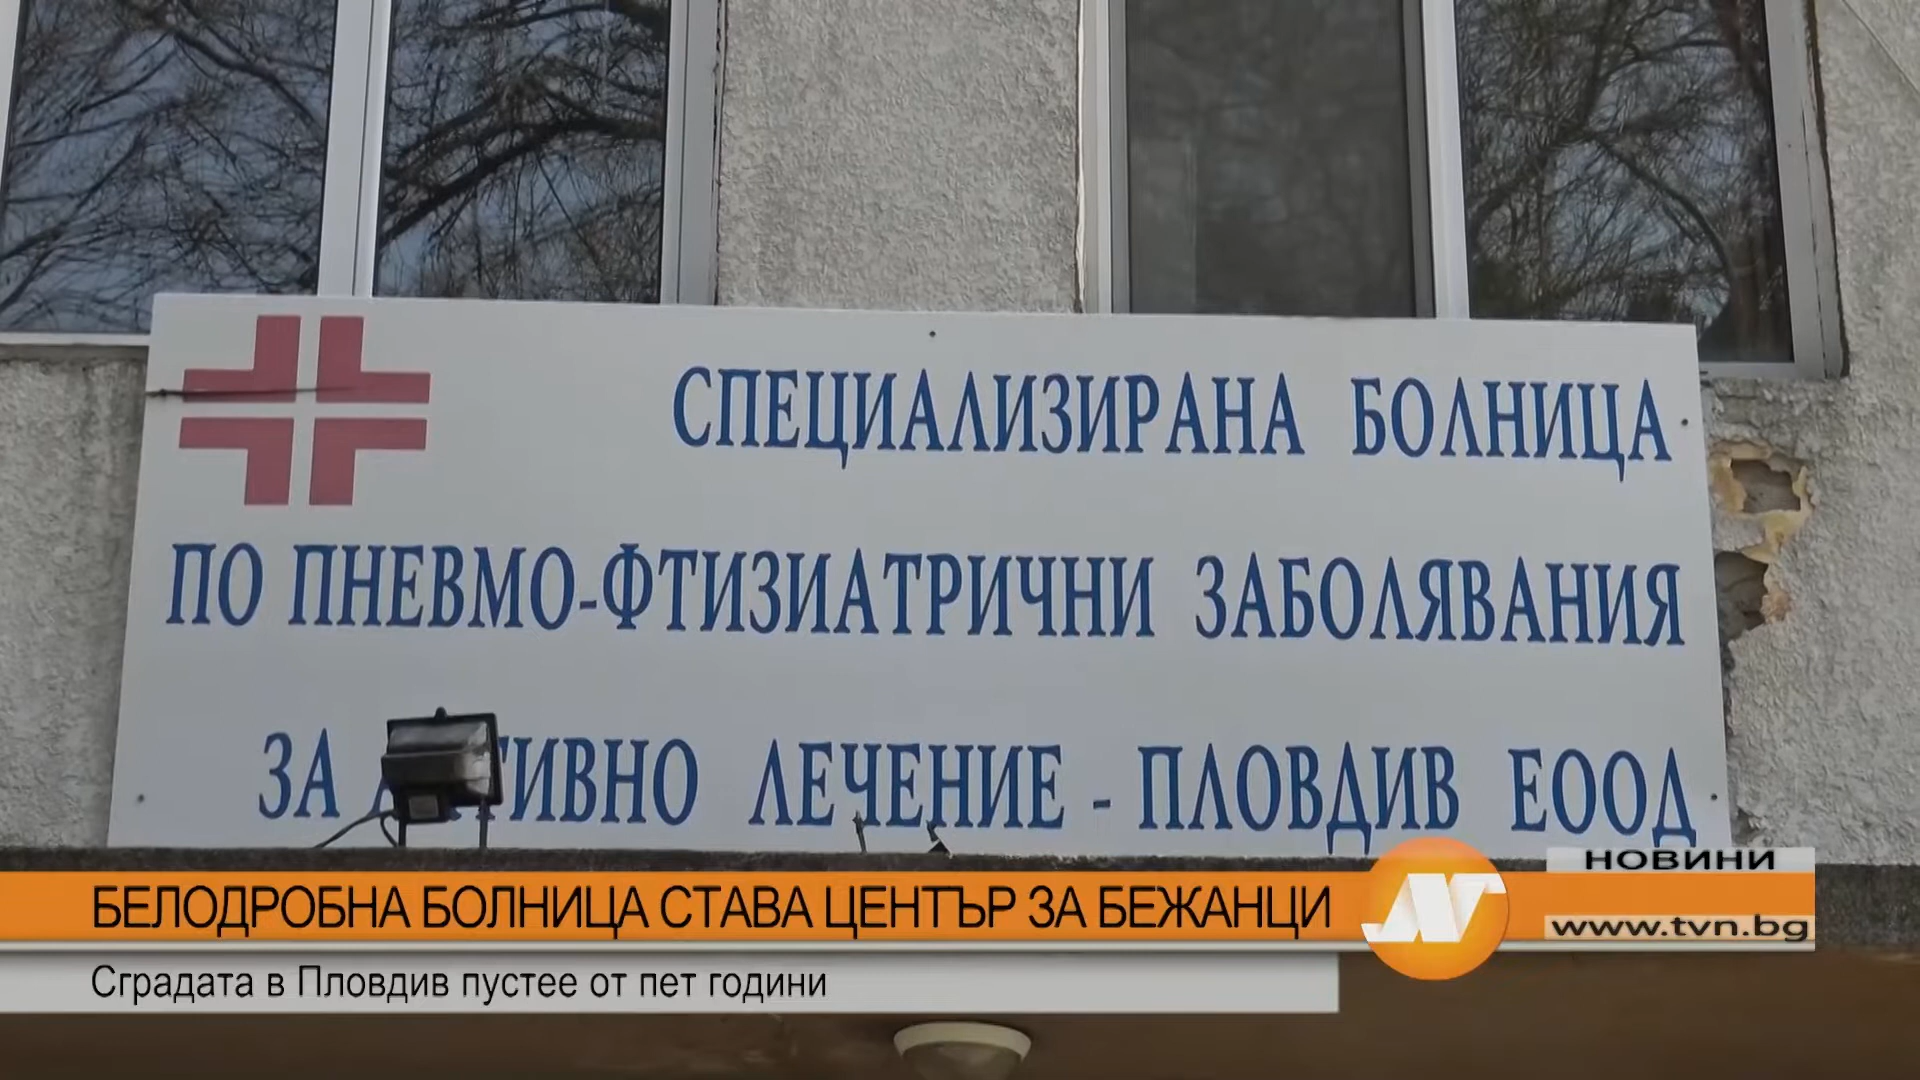 СПЕЦИАЛИЗИРАНА БОЛНИЦА
ПО ПНЕВМО-ФТИЗИАТРИЧНИ ЗАБОЛЯВАНИЯ
ЗА АКТИВНО ЛЕЧЕНИЕ - ПЛОВДИВ ЕООД
БЕЛОДРОБНА БОЛНИЦА СТАВА ЦЕНТЪР ЗА БЕЖАНЦИ
Сградата в Пловдив пустее от пет години
N
НОВИНИ
www.tvn.bg